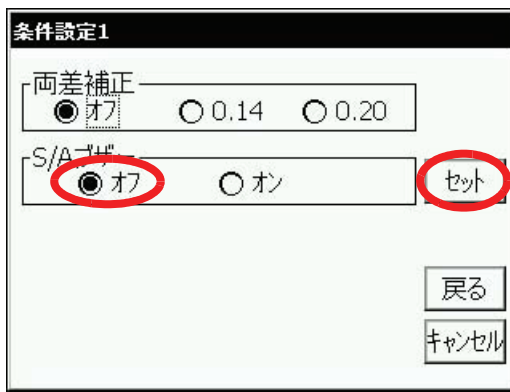 条件設定1
両差補正
オフ 0.14 0.20
S/Aブザー
オフ オン セット
戻る
キャンセル